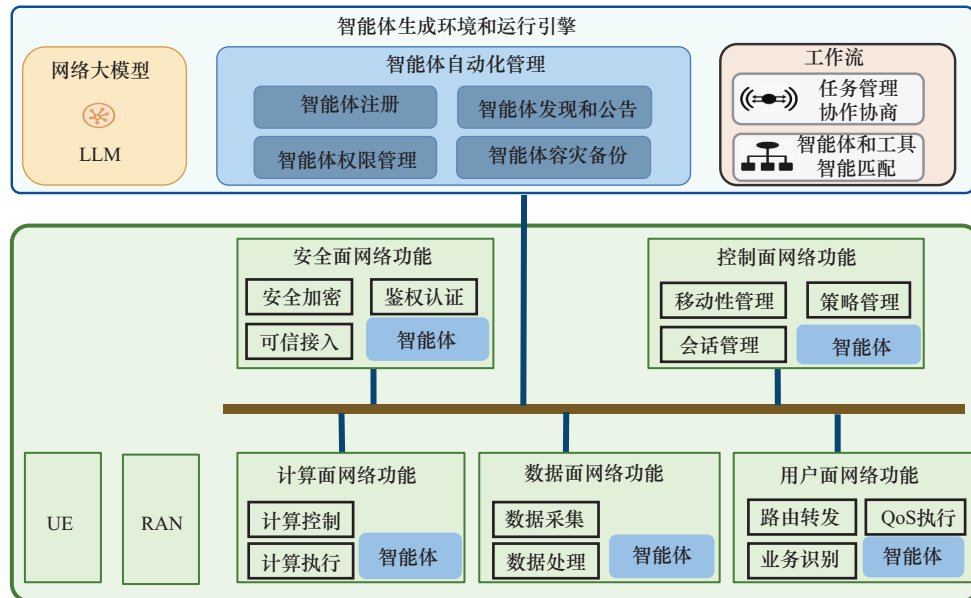 智能体生成环境和运行引擎
网络大模型
LLM
智能体自动化管理
智能体注册
智能体发现和公告
智能体权限管理
智能体容灾备份
工作流
任务管理
协作协商
智能体和工具
智能匹配
安全面网络功能
安全加密
鉴权认证
可信接入
智能体
控制面网络功能
移动性管理
策略管理
会话管理
智能体
UE
RAN
计算面网络功能
计算控制
计算执行
智能体
数据面网络功能
数据采集
数据处理
智能体
用户面网络功能
路由转发
QoS执行
业务识别
智能体